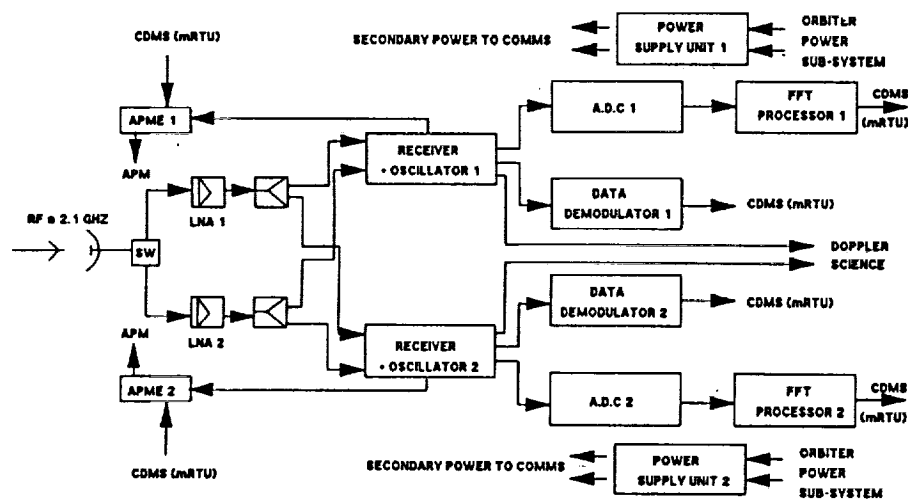 CDMS (mRTU)
SECONDARY POWER TO COMMS
POWER
SUPPLY UNIT 1
ORBITER
POWER
SUB-SYSTEM
APME 1
APM
A.D.C 1
FFT
PROCESSOR 1
CDMS
(mRTU)
RECEIVER
+ OSCILLATOR 1
LNA 1
DATA
DEMODULATOR 1
CDMS (mRTU)
RF @ 2.1 GHZ
SW
DOPPLER
SCIENCE
DATA
DEMODULATOR 2
CDMS (mRTU)
LNA 2
APM
RECEIVER
+ OSCILLATOR 2
APME 2
A.D.C 2
FFT
PROCESSOR 2
CDMS
(mRTU)
CDMS (mRTU)
SECONDARY POWER TO COMMS
POWER
SUPPLY UNIT 2
ORBITER
POWER
SUB-SYSTEM